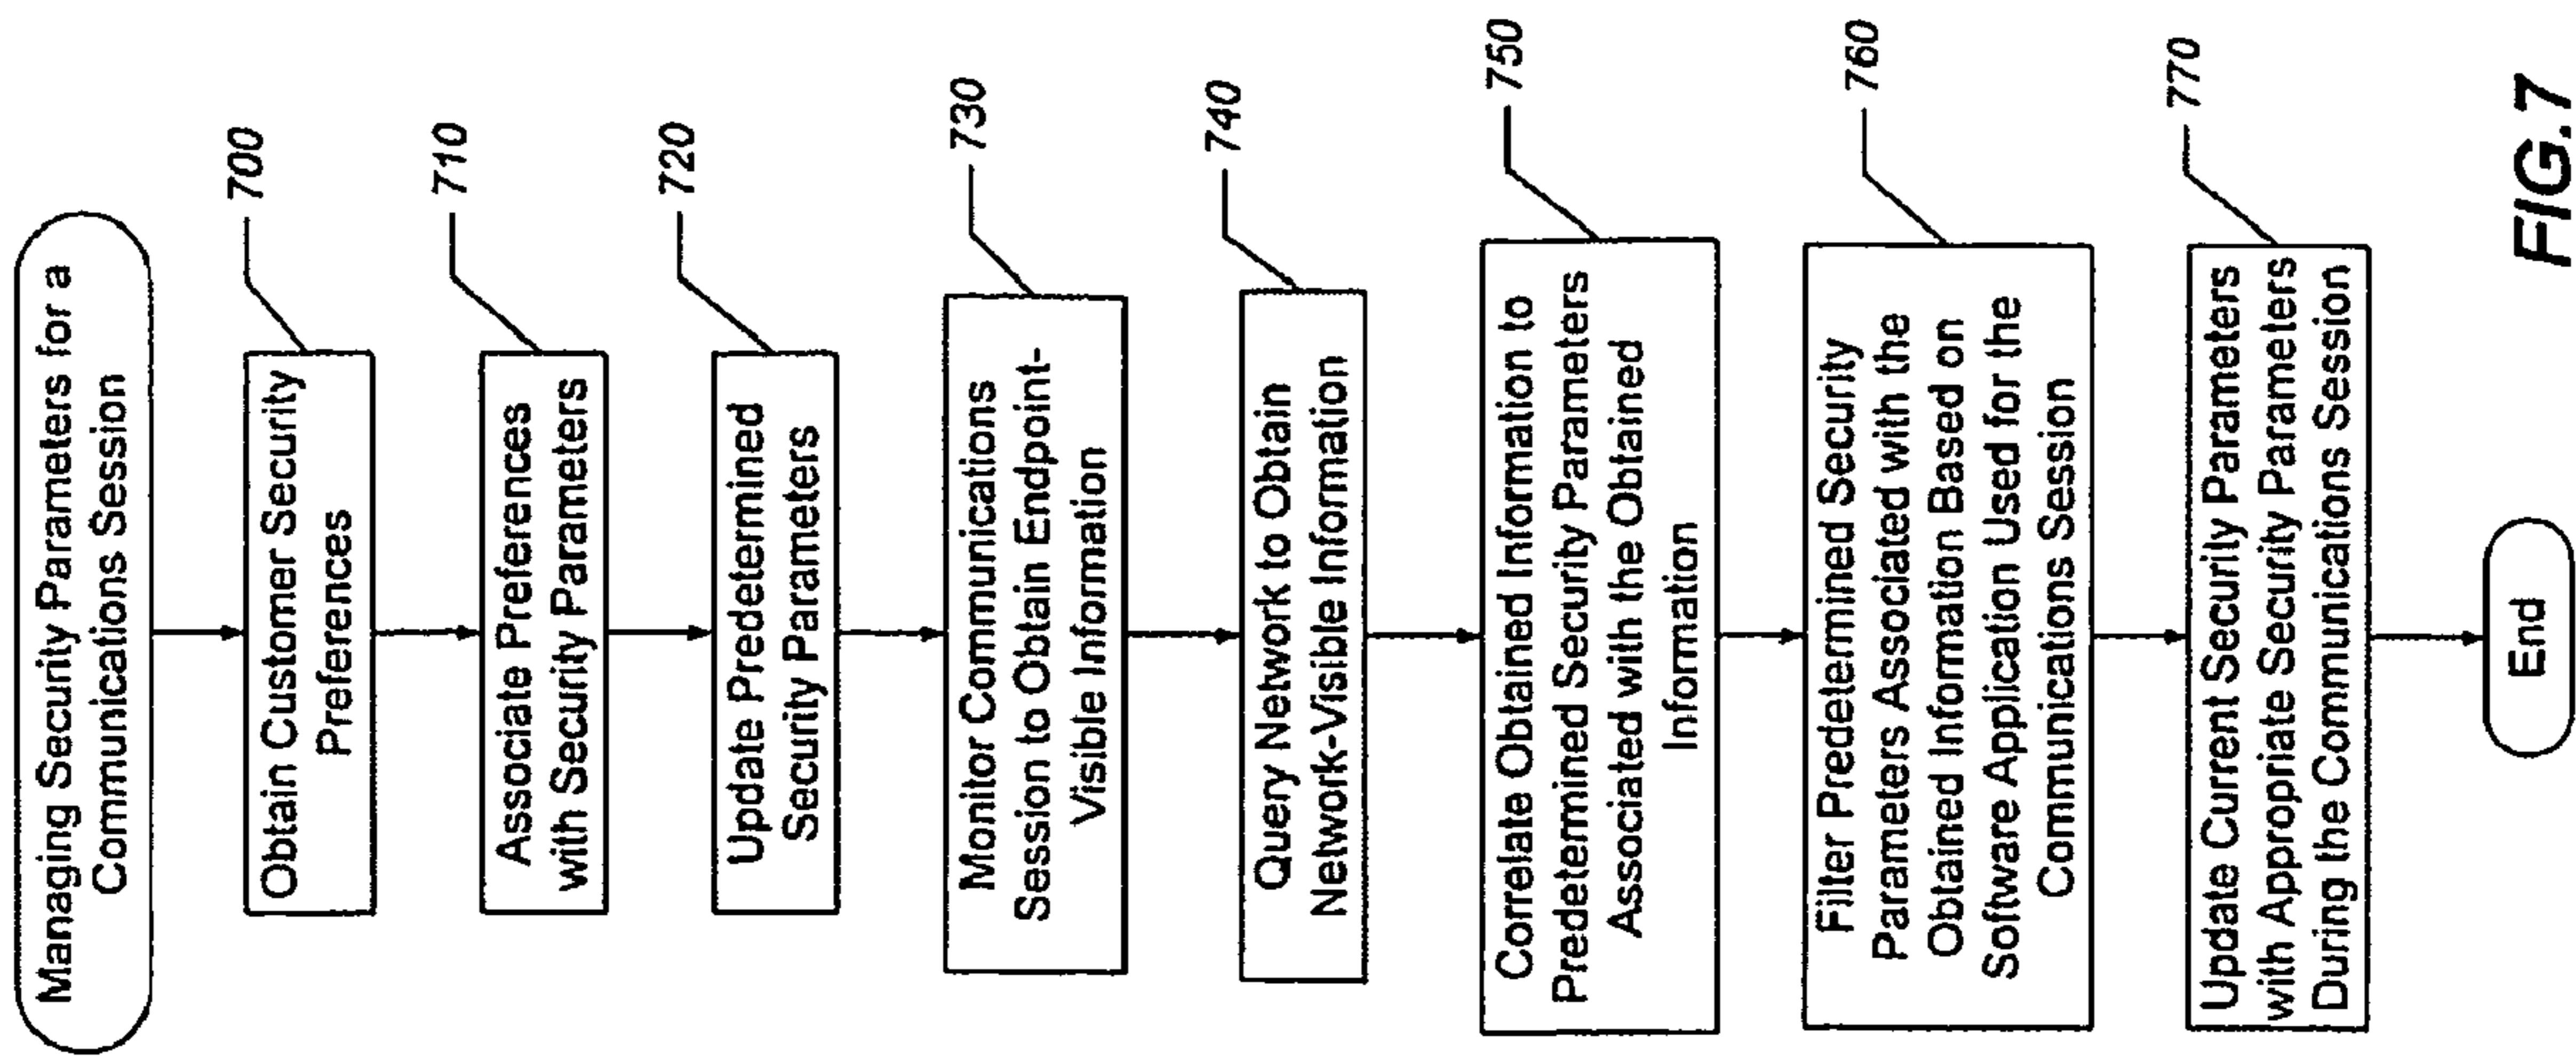 Managing Security Parameters for a
Communications Session
700
Obtain Customer Security
Preferences
710
Associate Preferences
with Security Parameters
720
Update Predetermined
Security Parameters
730
Monitor Communications
Session to Obtain Endpoint-
Visible Information
740
Query Network to Obtain
Network-Visible Information
750
Correlate Obtained Information to
Predetermined Security Parameters
Associated with the Obtained
Information
760
Filter Predetermined Security
Parameters Associated with the
Obtained Information Based on
Software Application Used for the
Communications Session
770
Update Current Security Parameters
with Appropriate Security Parameters
During the Communications Session
End
FIG.7